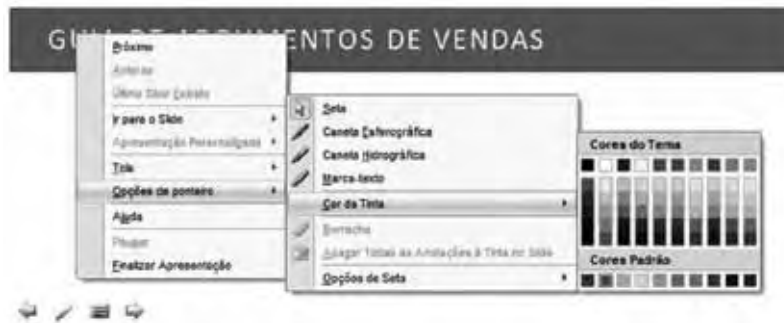 GUIA DE ARGUMENTOS DE VENDAS
Próximo
Anterior
Último Slide Exibido
Ir para o Slide
Apresentação Personalizada
Tela
Opções de ponteiro
Ajuda
Pausar
Finalizar Apresentação
Seta
Caneta Esferográfica
Caneta Hidrográfica
Marca-texto
Cor da Tinta
Borracha
Apagar Todas as Anotações à Tinta no Slide
Opções de Seta
Cores do Tema
Cores Padrão